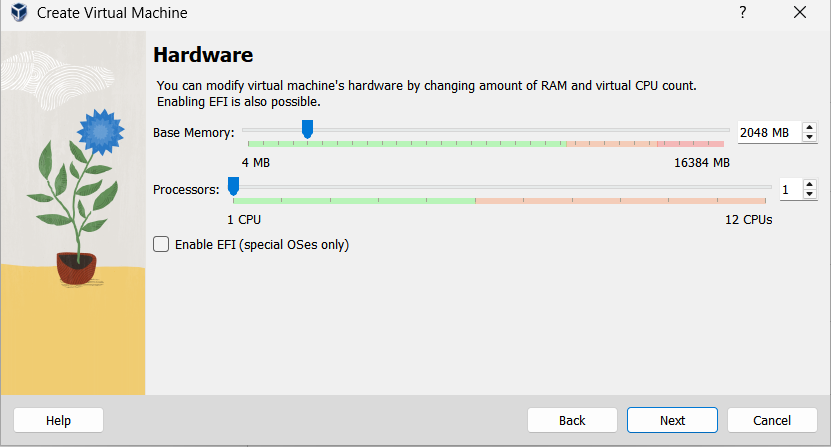 Create Virtual Machine
?
Hardware
You can modify virtual machine's hardware by changing amount of RAM and virtual CPU count.
Enabling EFI is also possible.
Base Memory:
2048 MB
4 MB
16384 MB
Processors:
1
1 CPU
12 CPUs
Enable EFI (special OSes only)
Help
Back
Next
Cancel